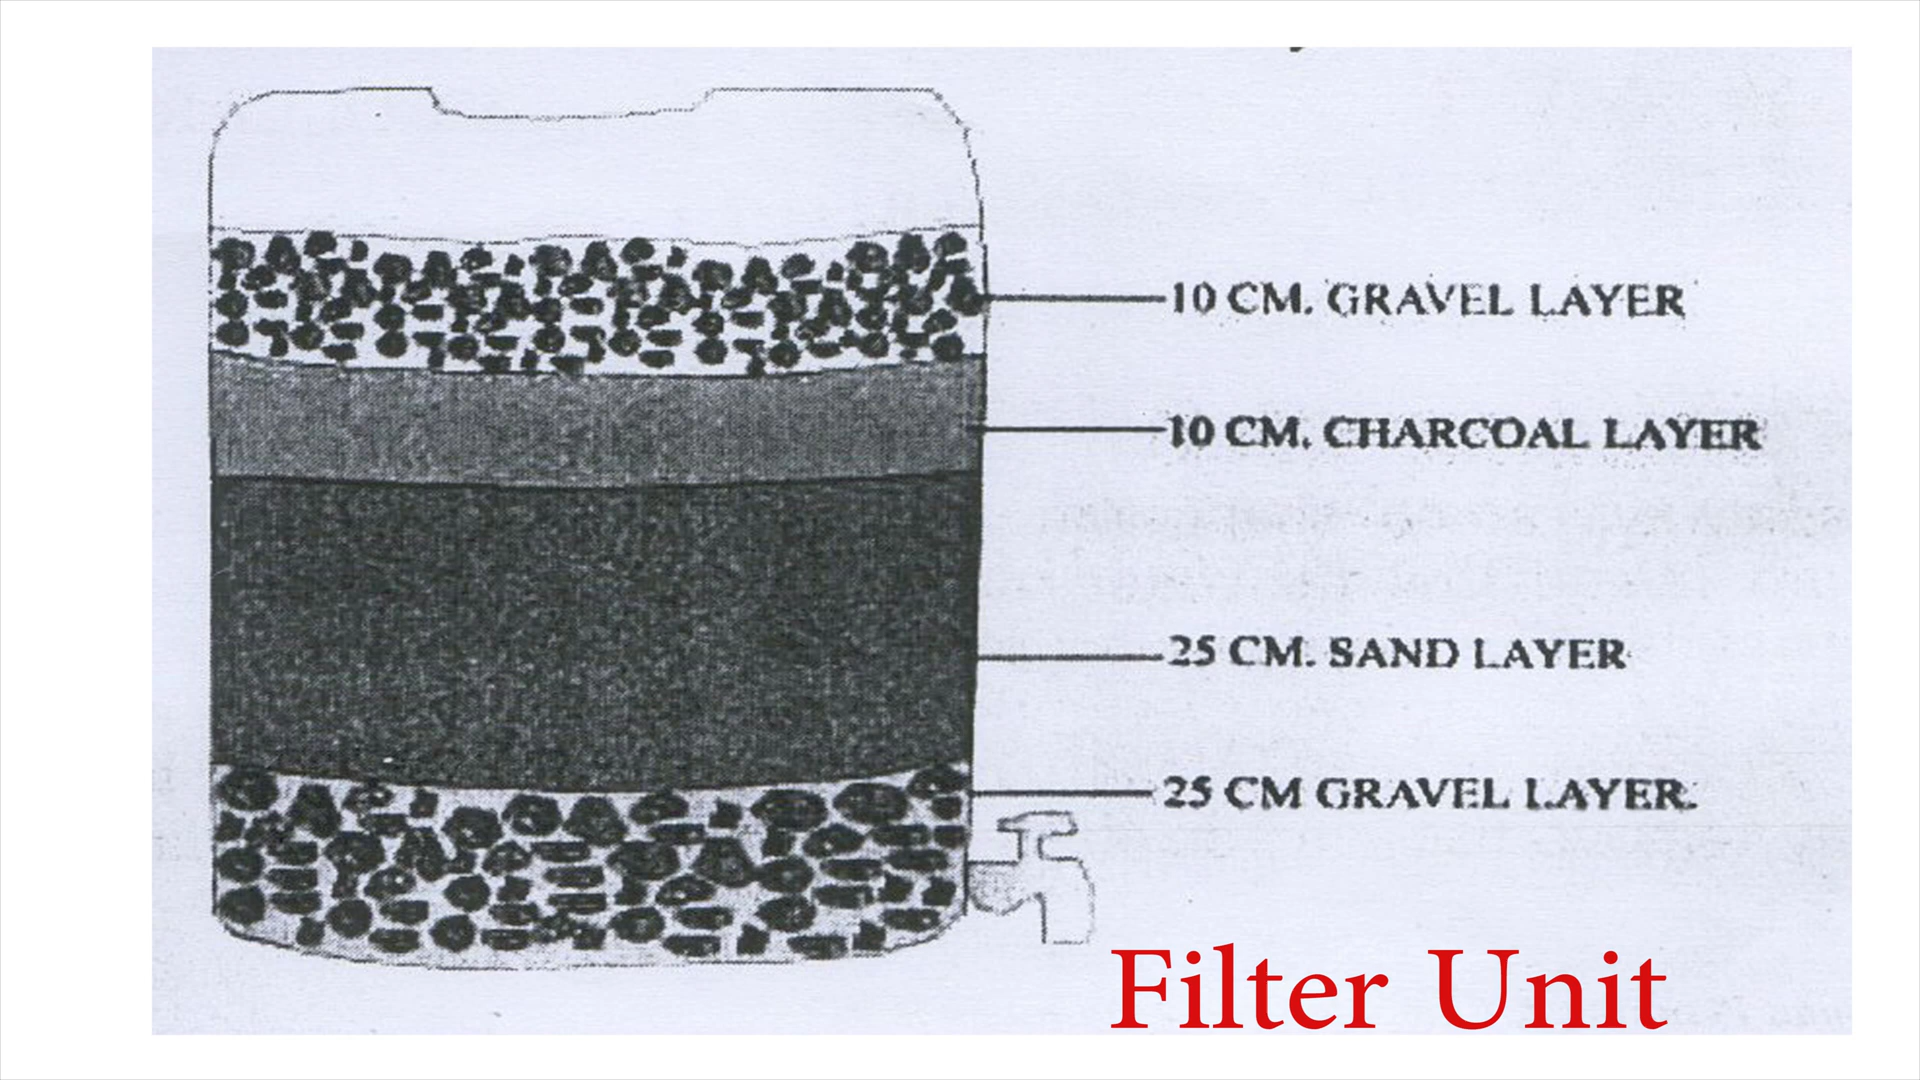 10 CM. GRAVEL LAYER
10 CM. CHARCOAL LAYER
25 CM. SAND LAYER
25 CM GRAVEL LAYER.
Filter Unit